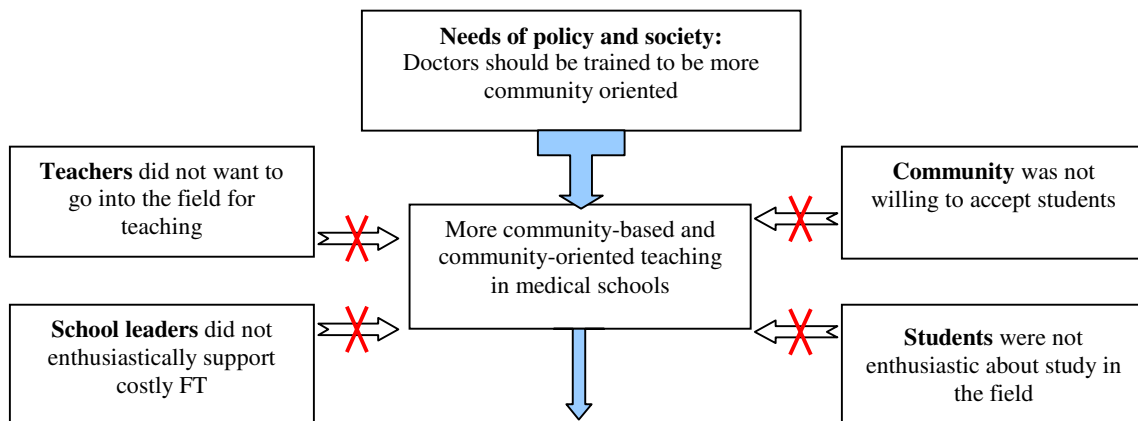 Needs of policy and society:
Doctors should be trained to be more
community oriented
Teachers did not want to
go into the field for
teaching
Community was not
willing to accept students
More community-based and
community-oriented teaching
in medical schools
School leaders did not
enthusiastically support
costly FT
Students were not
enthusiastic about study in
the field